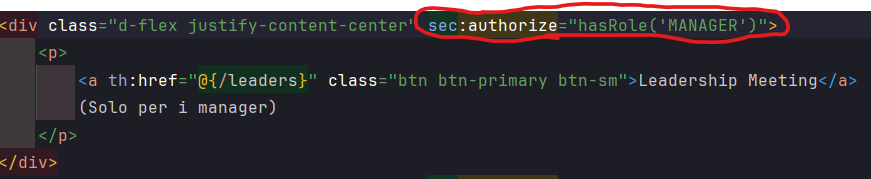 <div class="d-flex justify-content-center" sec:authorize="hasRole('MANAGER')">
<p>
<a th:href="@{/leaders}" class="btn btn-primary btn-sm">Leadership Meeting</a>
(Solo per i manager)
</p>
</div>